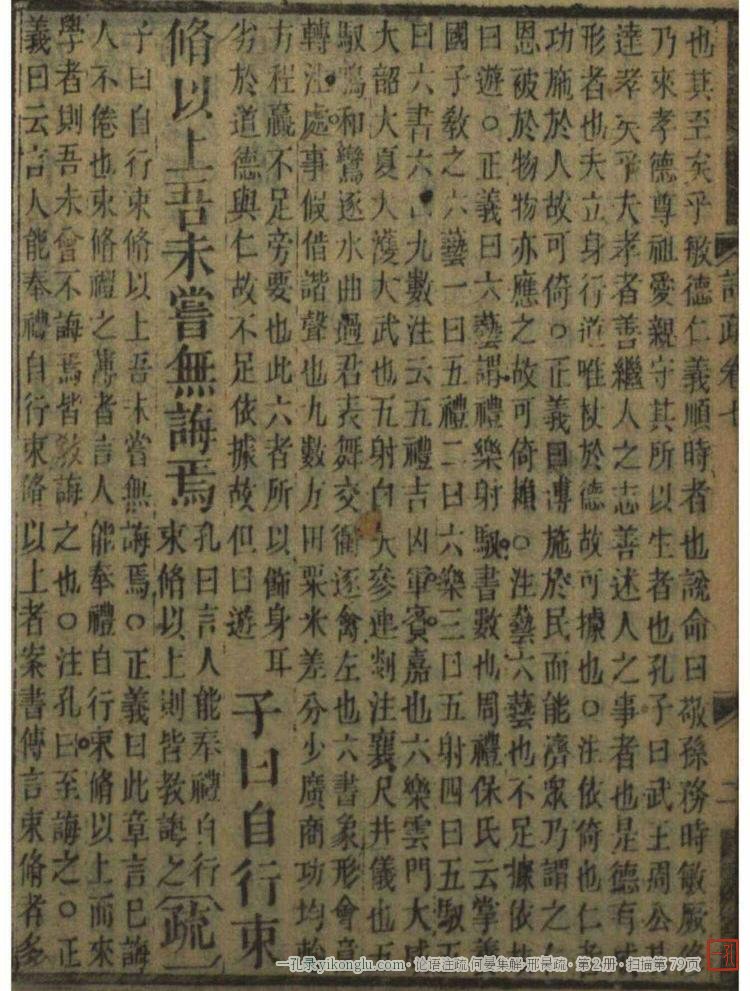 語疏卷七
二
也其至矣乎敏德仁義順時者也說命曰敬孫務時敏厥脩
乃來孝德尊祖愛親守其所以生者也孔子曰武王周公其
達孝矣乎夫孝者善繼人之志善述人之事者也是德有成
形者也夫立身行道唯杖於德故可據也○注依倚也仁者
功施於人故可倚○正義曰博施於民而能濟眾乃謂之仁
恩被於物物亦應之故可倚賴○注藝六藝也不足據依故
曰遊○正義曰六藝謂禮樂射馭書數也周禮保氏云掌養
國子教之六藝一曰五禮二曰六樂三曰五射四曰五馭五
曰六書六曰九數注云五禮吉凶軍賓嘉也六樂雲門大咸
大韶大夏大濩大武也五射白矢參連剡注襄尺井儀也五
馭鳴和鸞逐水曲過君表舞交衢逐禽左也六書象形會意
轉注處事假借諧聲也九數方田粟米差分少廣商功均輸
方程贏不足旁要也此六者所以飾身耳
劣於道德與仁故不足依據故但曰遊
子曰自行束
脩以上吾未嘗無誨焉
孔曰言人能奉禮自行
束脩以上則皆教誨之
疏
子曰自行束脩以上吾未嘗無誨焉○正義曰此章言已誨
人不倦也束脩禮之薄者言人能奉禮自行束脩以上而來
學者則吾未曾不誨焉皆教誨之也○注孔曰至誨之○正
義曰云言人能奉禮自行束脩以上者案書傳言束脩者多
一孔录yikonglu.com · 论语注疏.何晏集解.邢昺疏 · 第2册 · 扫描第 79页